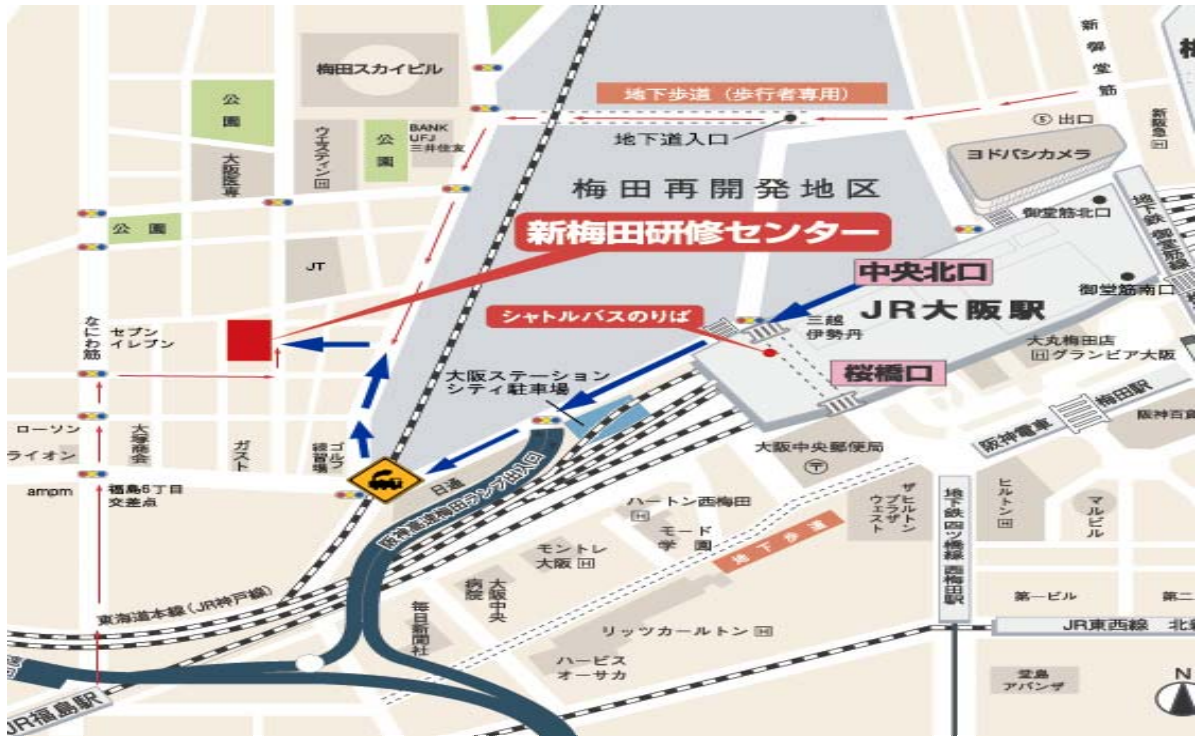 新御堂筋
梅田スカイビル
公園
地下歩道（歩行者専用）
⑤出口
新阪急H
BANK
UFJ
三井住友
公園
ウェスティンH
大阪医専
地下道入口
ヨドバシカメラ
梅田再開発地区
公園
新梅田研修センター
御堂筋北口
地下鉄御堂筋線
JT
中央北口
JR大阪駅
御堂筋南口
なにわ筋
セブン
イレブン
シャトルバスのりば
三越
伊勢丹
大丸梅田店
Hグランビア大阪
大阪ステーション
シティ駐車場
桜橋口
梅田駅
阪神電車
阪神百
ローソン
ライオン
大塚商会
ガスト
ゴルフ
練習場
大阪中央郵便局
〒
ampm
福島6丁目
交差点
日通
阪神高速梅田ランプ出入口
ハートン西梅田
H
モード
学園
ザヒルトン
プラザ
ウエスト
地下鉄四ツ橋線 西梅田駅
ヒルトンH
マルビル
地下歩道
モントレ
大阪H
大阪中央
病院
東海道本線（JR神戸線）
毎日新聞社
リッツカールトンH
第一ビル
第二
JR東西線 北
ハービス
オーサカ
堂島
アバンザ
N
JR福島駅